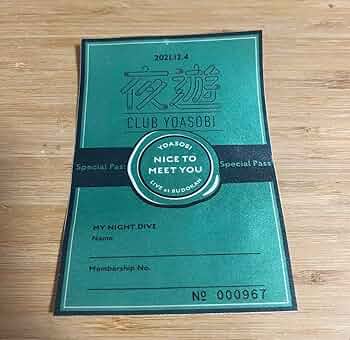 2021.12.4
夜遊
CLUB YOASOBI
YOASOBI
Special Pass
NICE TO
MEET YOU
Special Pass
LIVE at BUDOKAN
MY NIGHT DIVE
Name
Membership No.
№ 000967